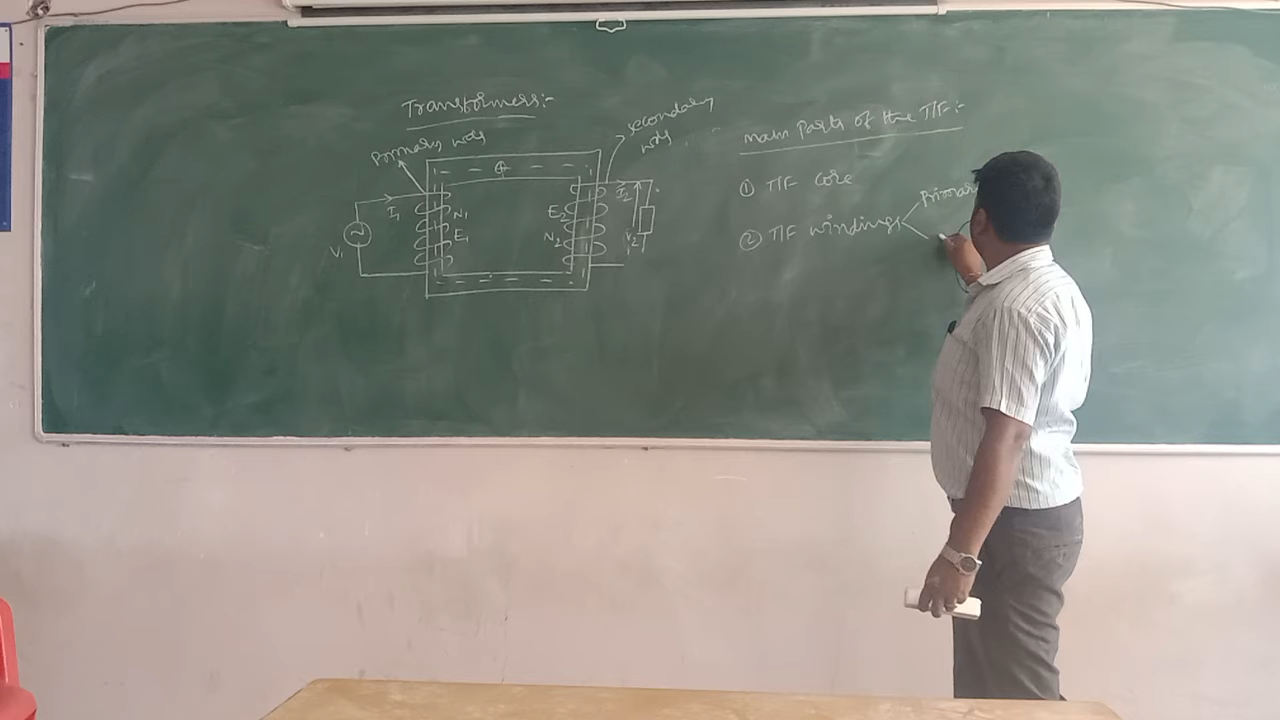 Transformers:-
Primary wdg
secondary
wdg
I1
N1
E1
V1
I2
E2
N2
V2
Main Parts of the T/F:-
① T/F core
② T/F windings
Primar